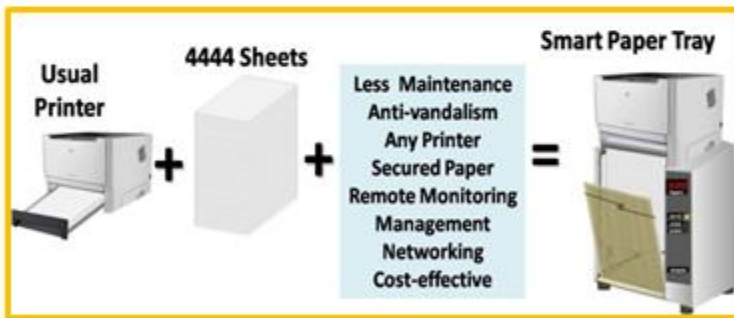 Usual
Printer
4444 Sheets
Less Maintenance
Anti-vandalism
Any Printer
Secured Paper
Remote Monitoring
Management
Networking
Cost-effective
Smart Paper Tray
+
+
=